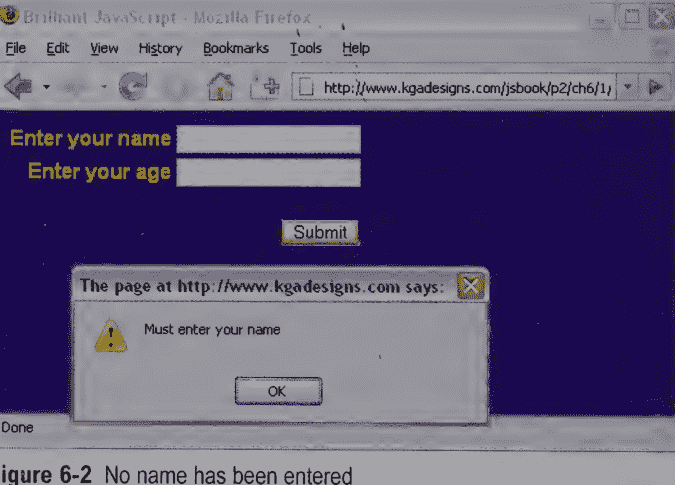 Brilliant JavaScript - Mozilla Firefox
File Edit View History Bookmarks Tools Help
http://www.kgadesigns.com/jsbook/p2/ch6/1/
Enter your name
Enter your age
Submit
The page at http://www.kgadesigns.com says:
Must enter your name
OK
Done
igure 6-2 No name has been entered